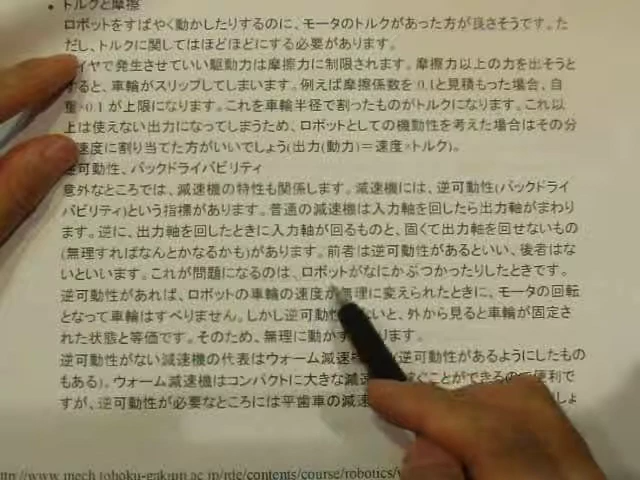 • トルクと摩擦
ロボットをすばやく動かしたりするのに、モータのトルクがあった方が良さそうです。た
だし、トルクに関してはほどほどにする必要があります。
イヤで発生させていい駆動力は摩擦力に制限されます。摩擦力以上の力を出そうと
ると、車輪がスリップしてしまいます。例えば摩擦係数を0.1と見積もった場合、自
重×0.1が上限になります。これを車輪半径で割ったものがトルクになります。これ以
上は使えない出力になってしまうため、ロボットとしての機動性を考えた場合はその分
速度に割り当てた方がいいでしょう(出力(動力)＝速度×トルク)。
逆可動性、バックドライバビリティ
意外なところでは、減速機の特性も関係します。減速機には、逆可動性(バックドライ
バビリティ)という指標があります。普通の減速機は入力軸を回したら出力軸がまわり
ます。逆に、出力軸を回したときに入力軸が回るものと、固くて出力軸を回せないもの
(無理すればなんとかなるかも)があります。前者は逆可動性があるといい、後者はな
いといいます。これが問題になるのは、ロボットがなにかぶつかったりしたときです。
逆可動性があれば、ロボットの車輪の速度が無理に変えられたときに、モータの回転
となって車輪はすべりません。しかし逆可動性 ないと、外から見ると車輪が固定さ
れた状態と等価です。そのため、無理に動かす ります。
逆可動性がない減速機の代表はウォーム減速 (逆可動性があるようにしたもの
もある)。ウォーム減速機はコンパクトに大きな減速 ぐことができるので便利で
すが、逆可動性が必要なところには平歯車の減速 しょ
ttp://www.mech.tohoku-gakuin.ac.jp/rde/contents/course/robotics/